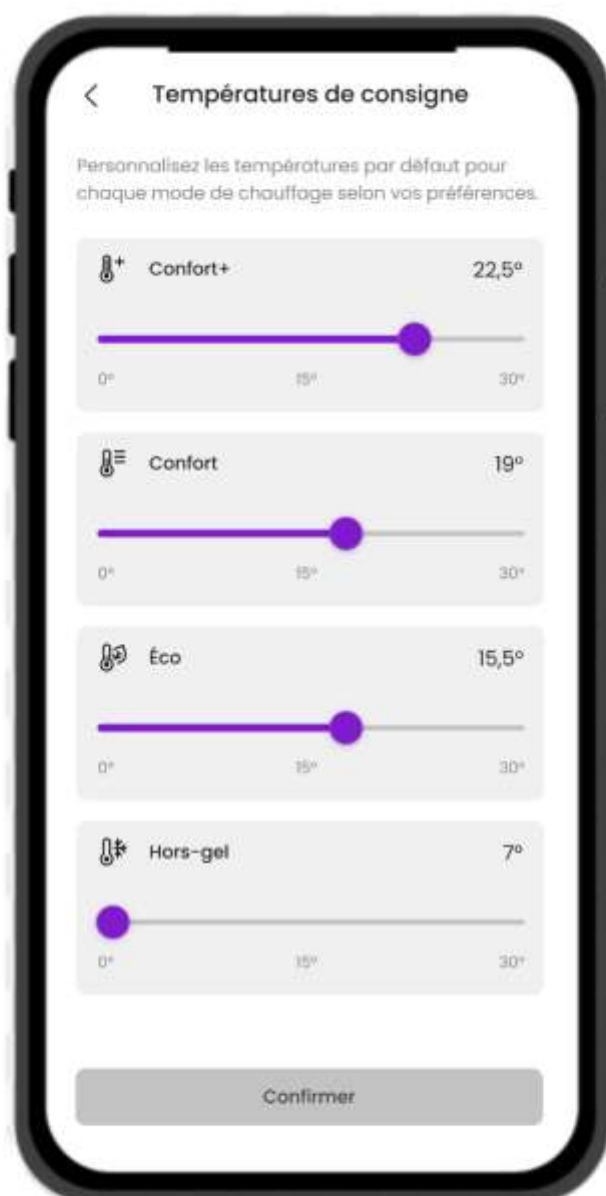 Températures de consigne
Personnalisez les températures par défaut pour
chaque mode de chauffage selon vos préférences.
Confort+ 22,5°
0° 15° 30°
Confort 19°
0° 15° 30°
Éco 15,5°
0° 15° 30°
Hors-gel 7°
0° 15° 30°
Confirmer